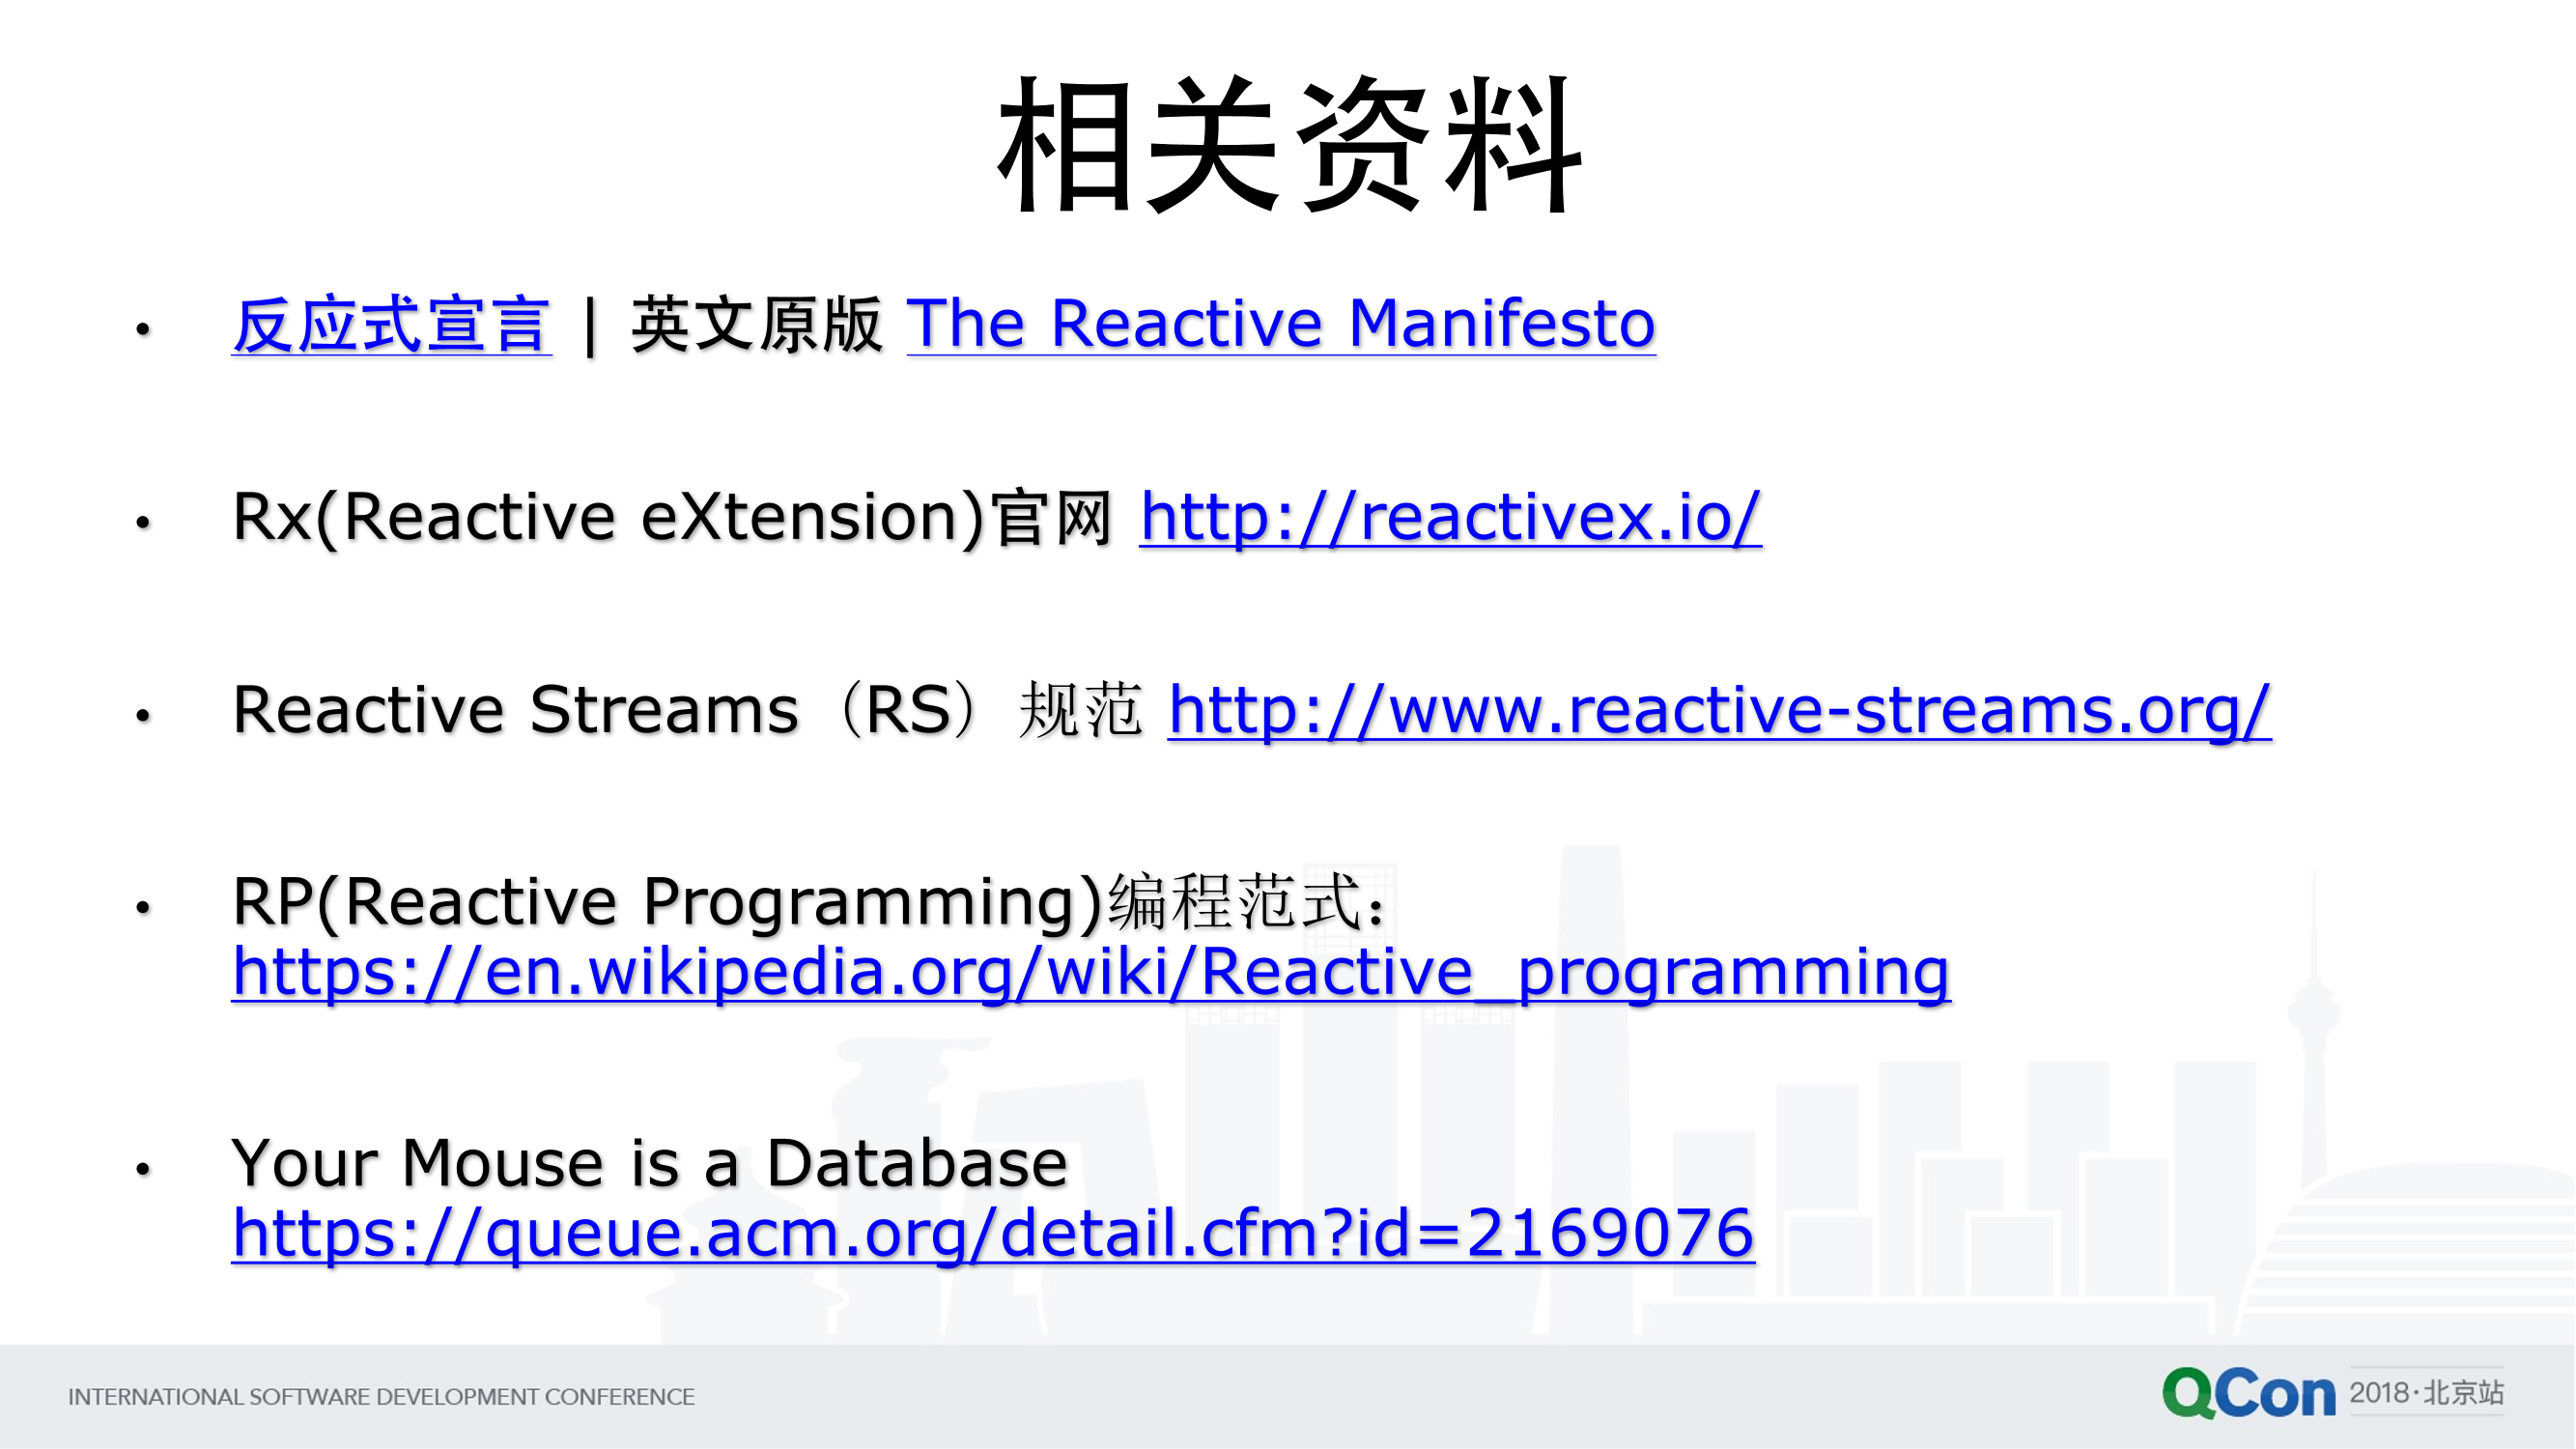 相关资料
• 反应式宣言 | 英文原版 The Reactive Manifesto
• Rx(Reactive eXtension)官网 http://reactivex.io/
• Reactive Streams（RS）规范 http://www.reactive-streams.org/
• RP(Reactive Programming)编程范式：
https://en.wikipedia.org/wiki/Reactive_programming
• Your Mouse is a Database
https://queue.acm.org/detail.cfm?id=2169076
INTERNATIONAL SOFTWARE DEVELOPMENT CONFERENCE
QCon 2018·北京站